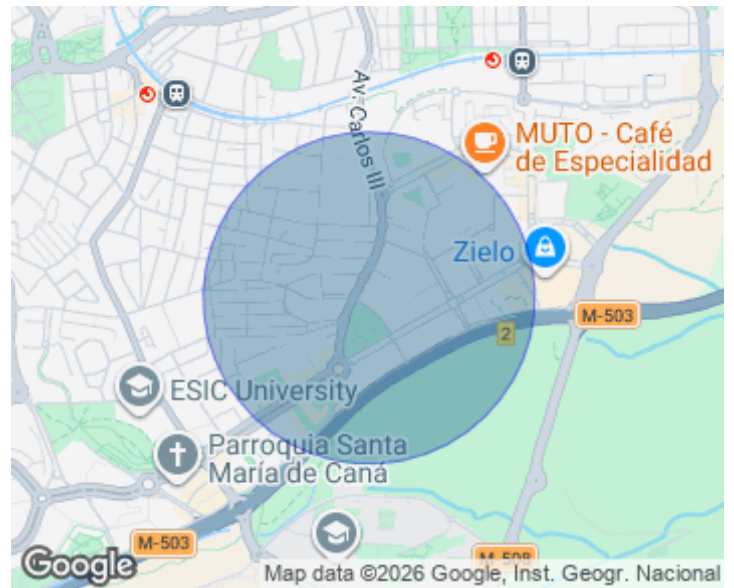 Av. Carlos III
MUTO - Café
de Especialidad
Zielo
M-503
2
ESIC University
Parroquia Santa
María de Caná
M-503
M-508
Google
Map data ©2026 Google, Inst. Geogr. Nacional